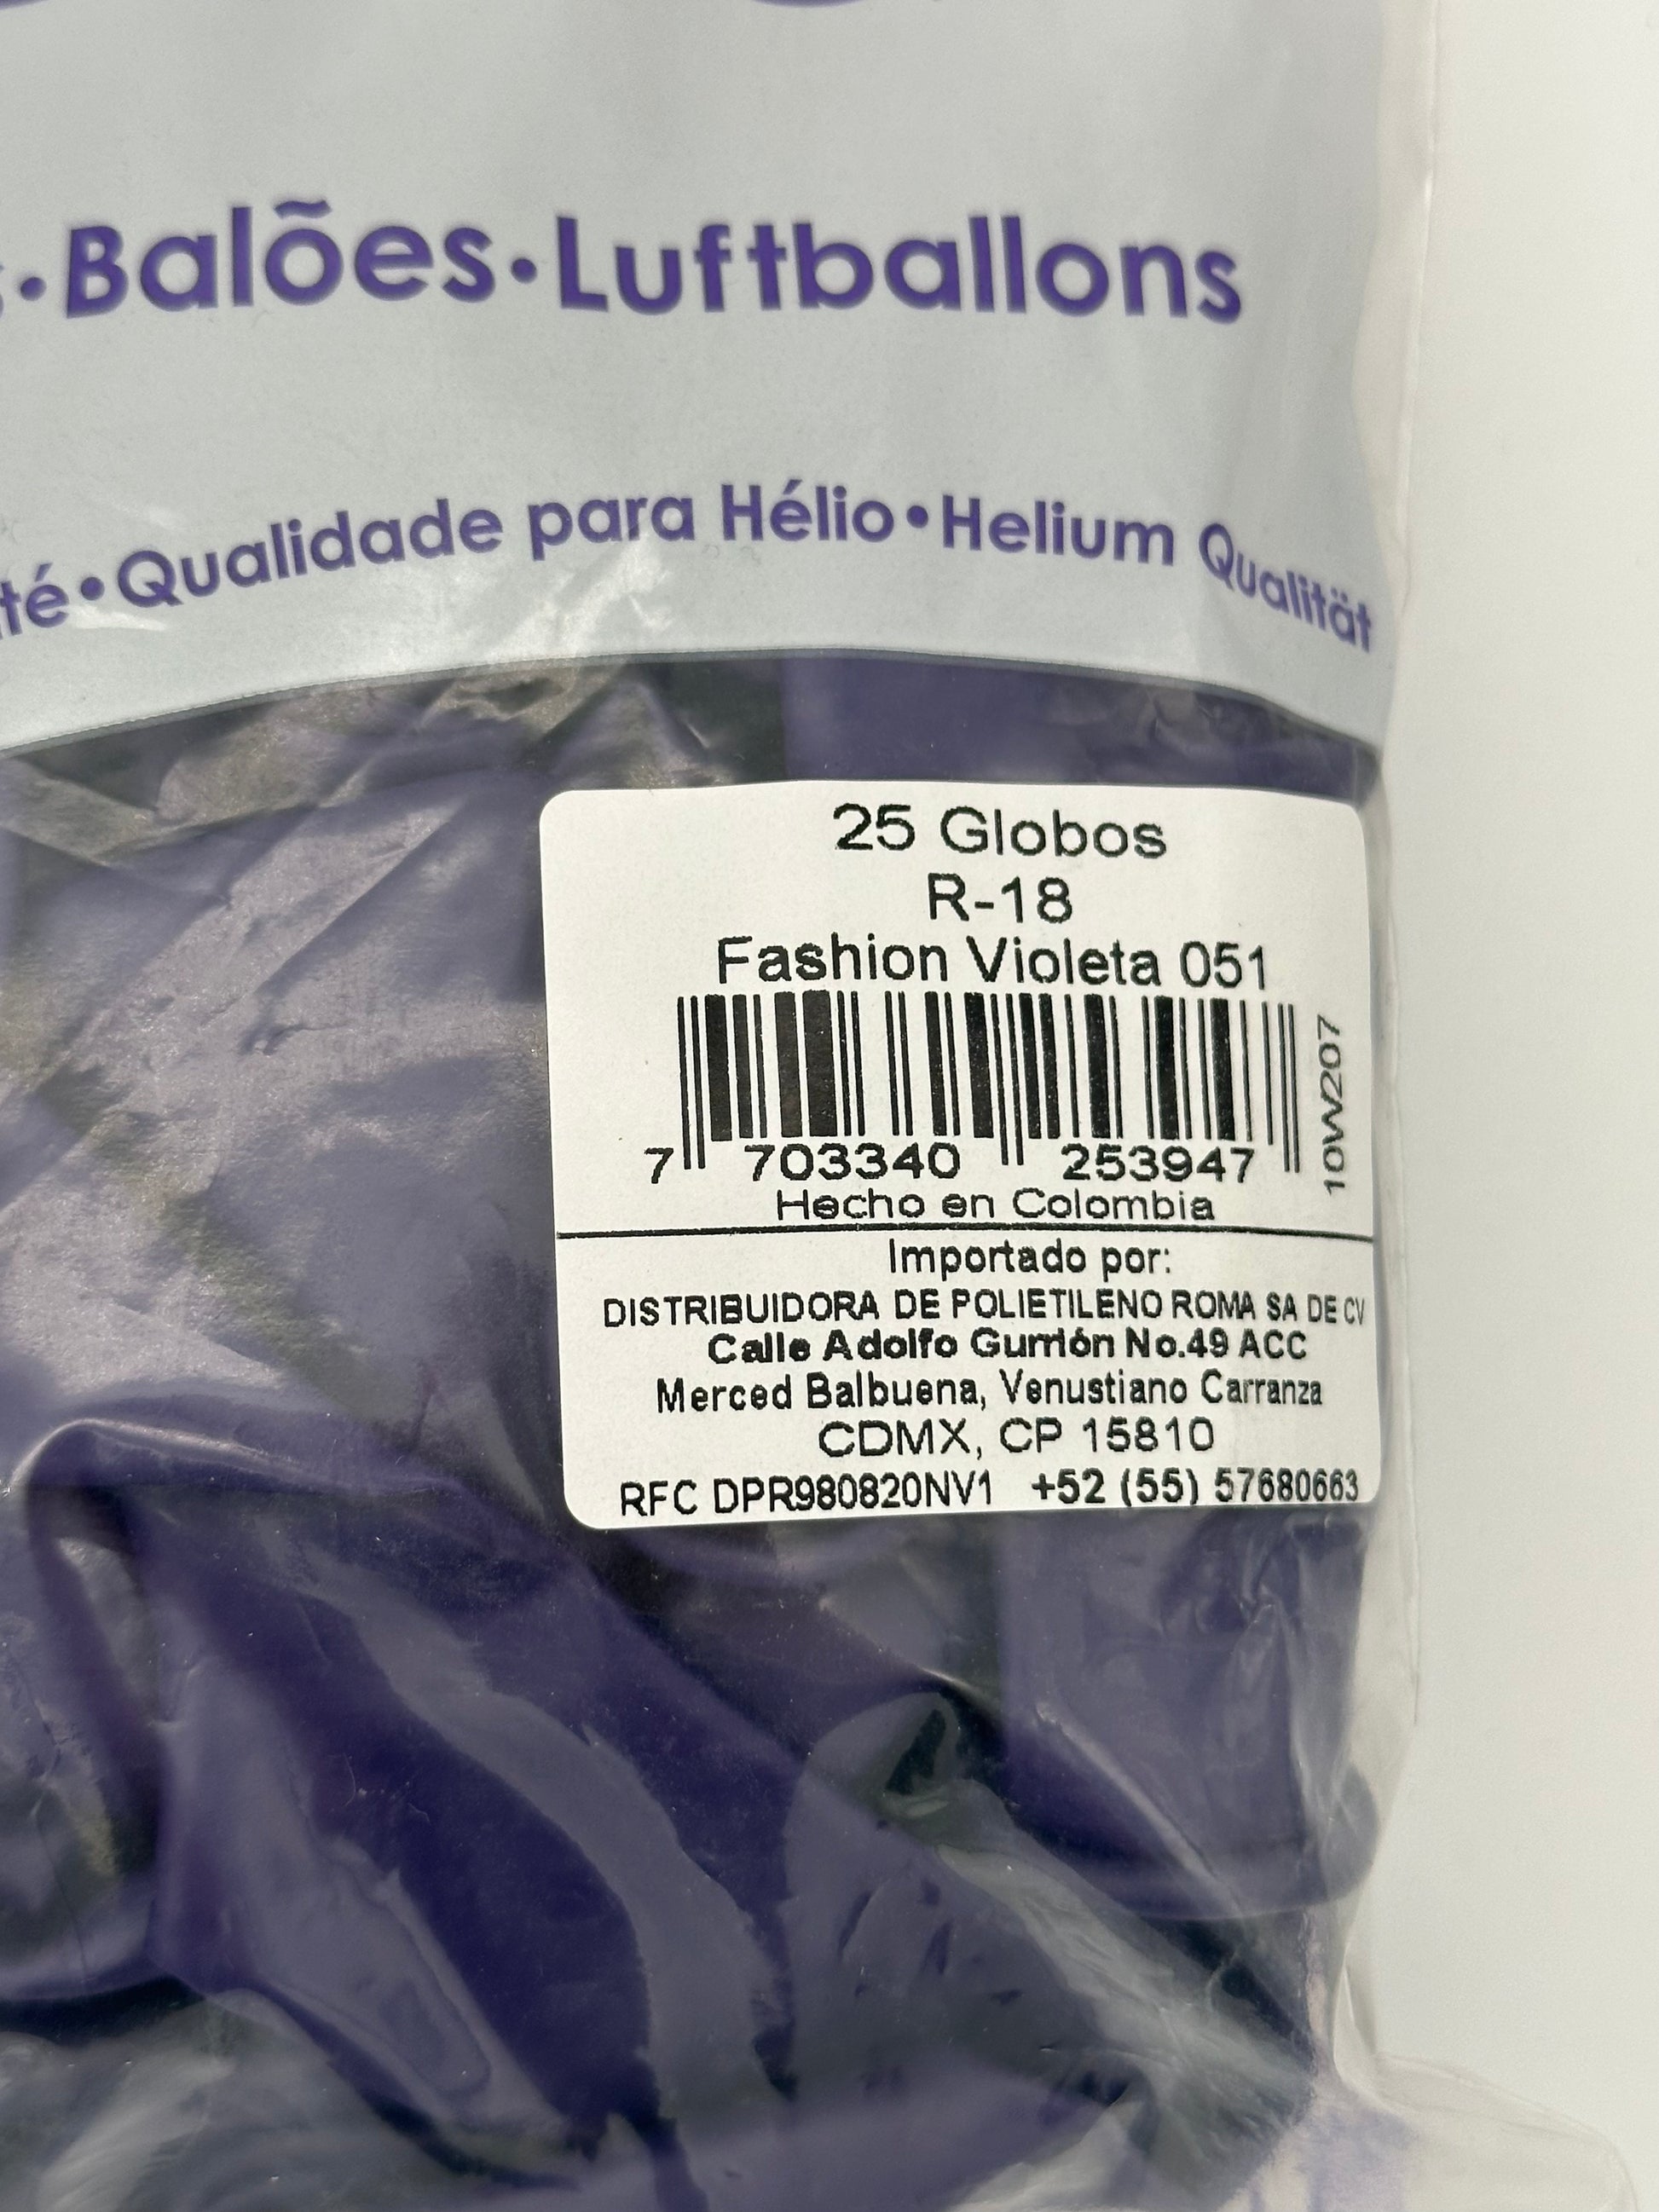 •Balões•Luftballons
té•Qualidade para Hélio•Helium Qualität
25 Globos
R-18
Fashion Violeta 051
7 703340 253947
10W207
Hecho en Colombia
Importado por:
DISTRIBUIDORA DE POLIETILENO ROMA SA DE CV
Calle Adolfo Gurrión No.49 ACC
Merced Balbuena, Venustiano Carranza
CDMX, CP 15810
RFC DPR980820NV1 +52 (55) 57680663